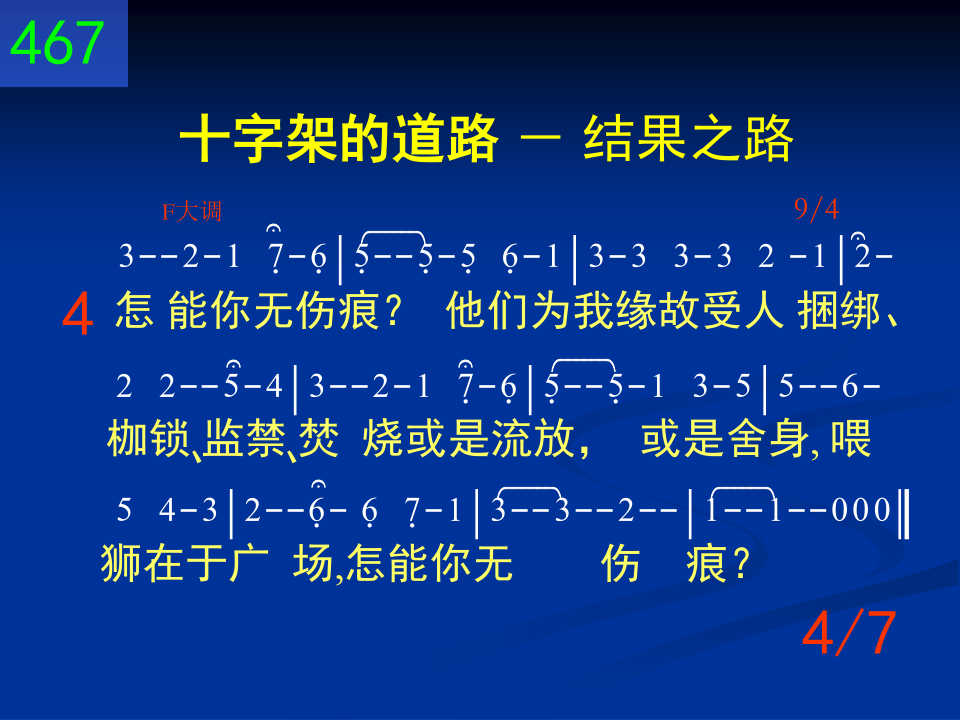 467
十字架的道路 － 结果之路
F大调 9/4
3--2-1 7̣-6̣|5̣--5̣-5̣ 6̣-1|3-3 3-3 2 -1|2-
4 怎 能你无伤痕? 他们为我缘故受人 捆绑、
2 2--5-4|3--2-1 7̣-6̣|5̣--5̣-1 3-5|5--6-
枷锁、监禁、焚 烧或是流放， 或是舍身, 喂
5 4-3|2--6̣- 6̣ 7̣-1|3--3--2--|1--1--000‖
狮在于广 场,怎能你无 伤 痕?
4/7